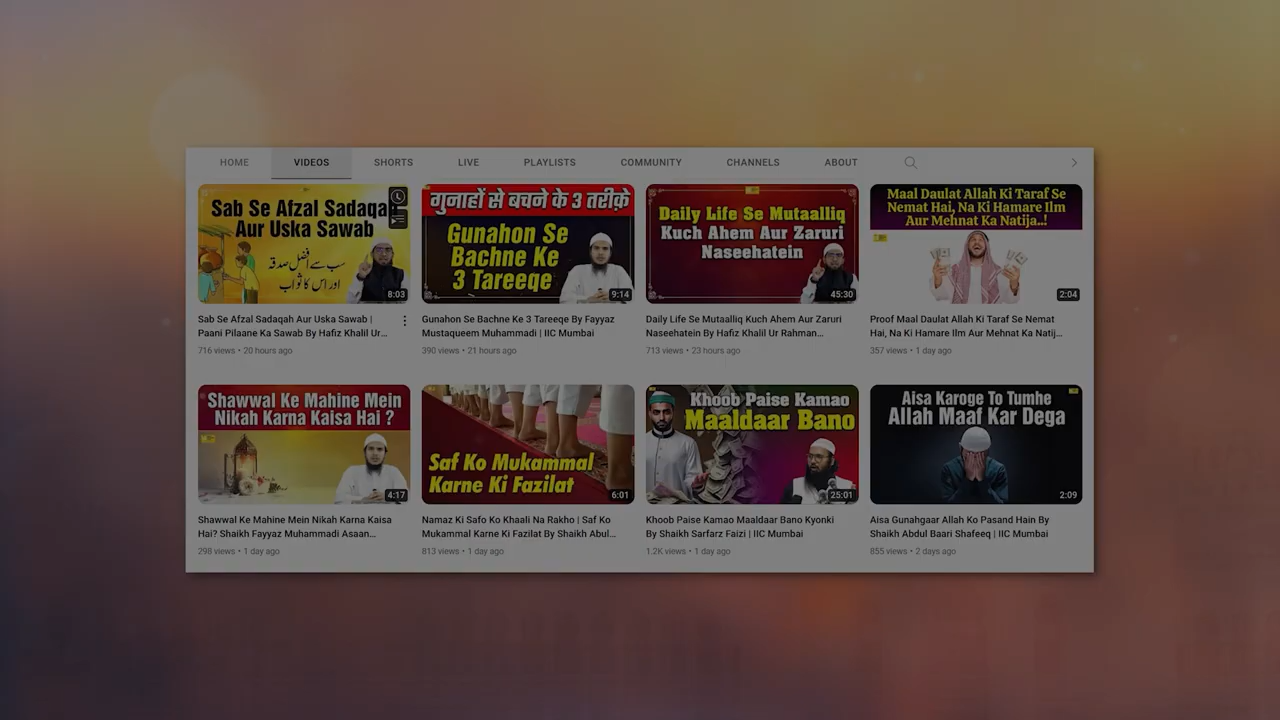 HOME
VIDEOS
SHORTS
LIVE
PLAYLISTS
COMMUNITY
CHANNELS
ABOUT
Sab Se Afzal Sadaqah
Aur Uska Sawab
سب سے افضل صدقہ
اور اس کا ثواب
8:03
Sab Se Afzal Sadaqah Aur Uska Sawab |
Paani Pilaane Ka Sawab By Hafiz Khalil Ur...
716 views • 20 hours ago
गुनाहों से बचने के 3 तरीक़े
Gunahon Se
Bachne Ke
3 Tareeqe
9:14
Gunahon Se Bachne Ke 3 Tareeqe By Fayyaz
Mustaqueem Muhammadi | IIC Mumbai
390 views • 21 hours ago
Daily Life Se Mutaalliq
Kuch Ahem Aur Zaruri
Naseehatein
45:30
Daily Life Se Mutaalliq Kuch Ahem Aur Zaruri
Naseehatein By Hafiz Khalil Ur Rahman...
713 views • 23 hours ago
Maal Daulat Allah Ki Taraf Se
Nemat Hai, Na Ki Hamare Ilm
Aur Mehnat Ka Natija..!
2:04
Proof Maal Daulat Allah Ki Taraf Se Nemat
Hai, Na Ki Hamare Ilm Aur Mehnat Ka Natij...
357 views • 1 day ago
Shawwal Ke Mahine Mein
Nikah Karna Kaisa Hai ?
4:17
Shawwal Ke Mahine Mein Nikah Karna Kaisa
Hai? Shaikh Fayyaz Muhammadi Asaan...
298 views • 1 day ago
Saf Ko Mukammal
Karne Ki Fazilat
6:01
Namaz Ki Safo Ko Khaali Na Rakho | Saf Ko
Mukammal Karne Ki Fazilat By Shaikh Abul...
813 views • 1 day ago
Khoob Paise Kamao
Maaldaar Bano
25:01
Khoob Paise Kamao Maaldaar Bano Kyonki
By Shaikh Sarfarz Faizi | IIC Mumbai
1.2K views • 1 day ago
Aisa Karoge To Tumhe
Allah Maaf Kar Dega
2:09
Aisa Gunahgaar Allah Ko Pasand Hain By
Shaikh Abdul Baari Shafeeq | IIC Mumbai
855 views • 2 days ago